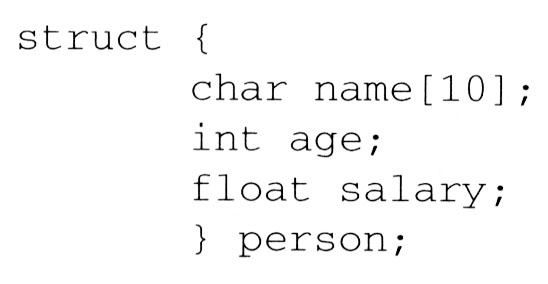 struct {
char name[10];
int age;
float salary;
} person;